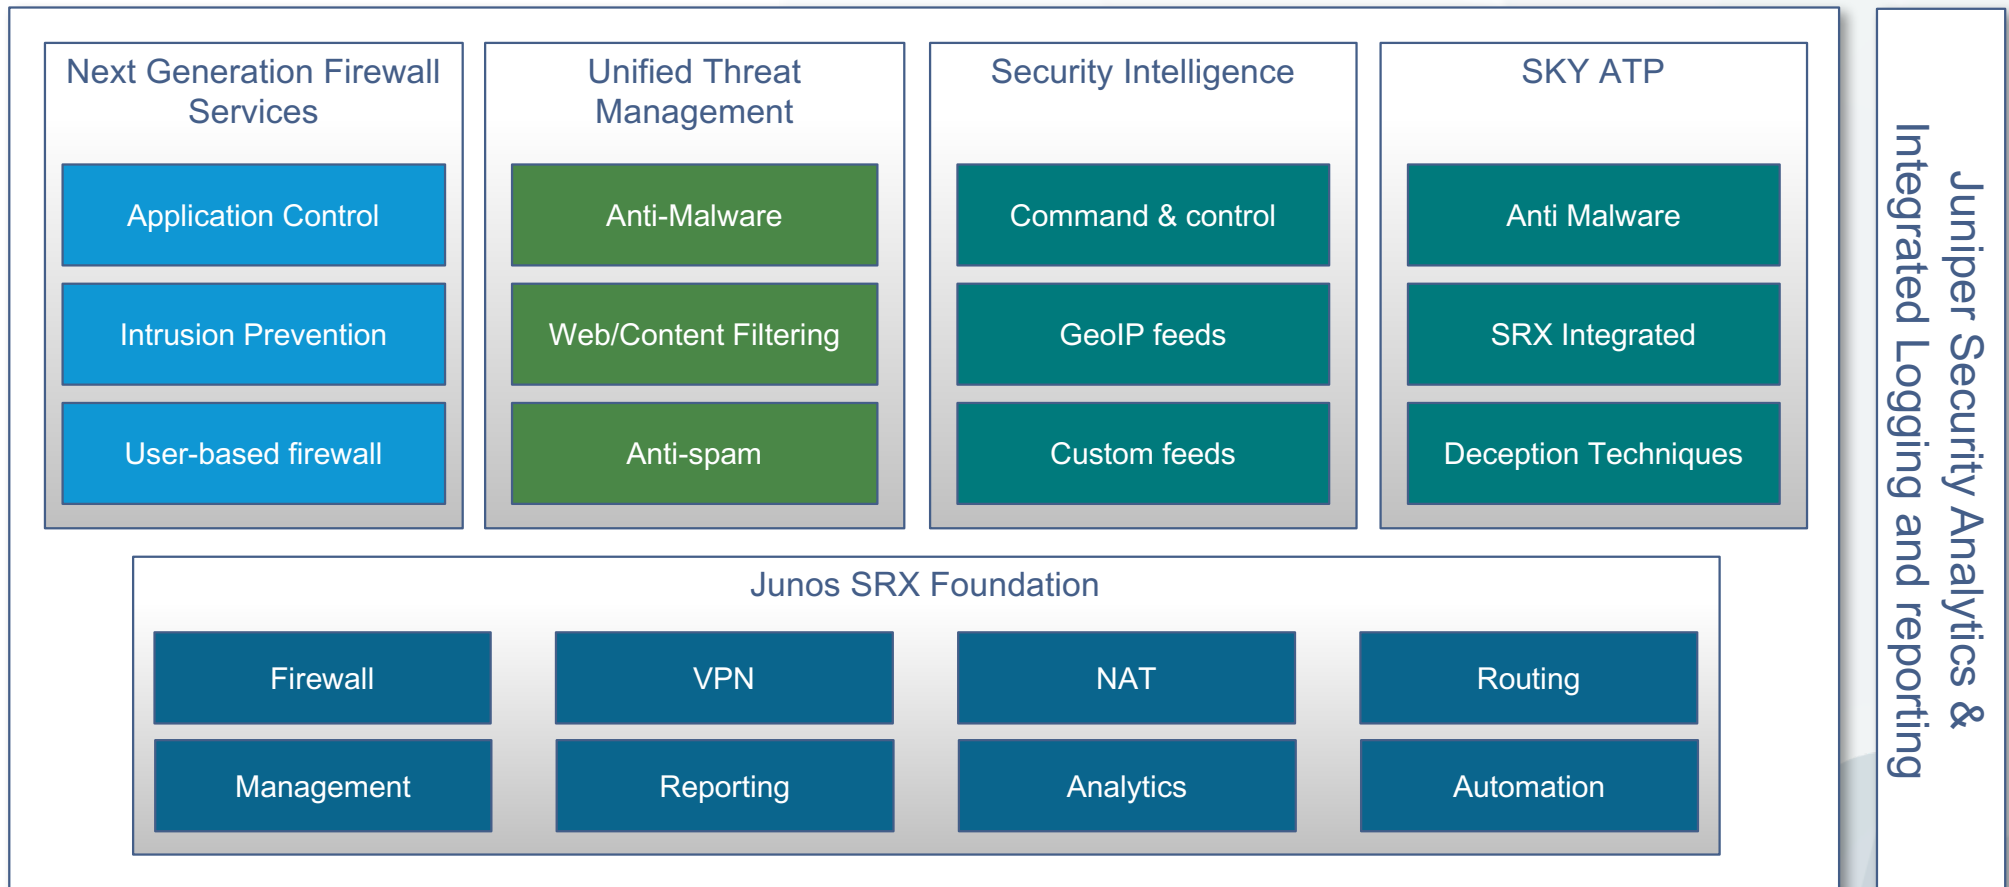 Next Generation Firewall
Services
Application Control
Intrusion Prevention
User-based firewall
Unified Threat
Management
Anti-Malware
Web/Content Filtering
Anti-spam
Security Intelligence
Command & control
GeoIP feeds
Custom feeds
SKY ATP
Anti Malware
SRX Integrated
Deception Techniques
Junos SRX Foundation
Firewall
VPN
NAT
Routing
Management
Reporting
Analytics
Automation
Juniper Security Analytics &
Integrated Logging and reporting